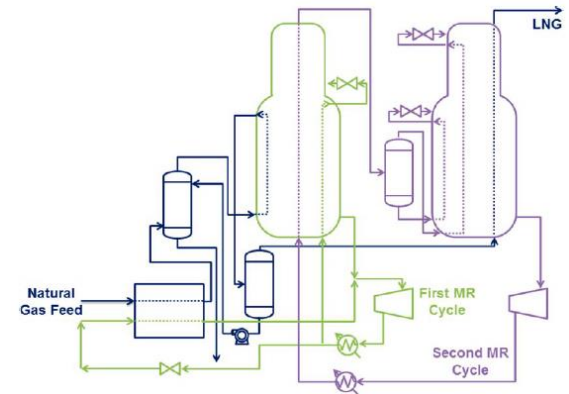 LNG
Natural
Gas Feed
First MR
Cycle
Second MR
Cycle